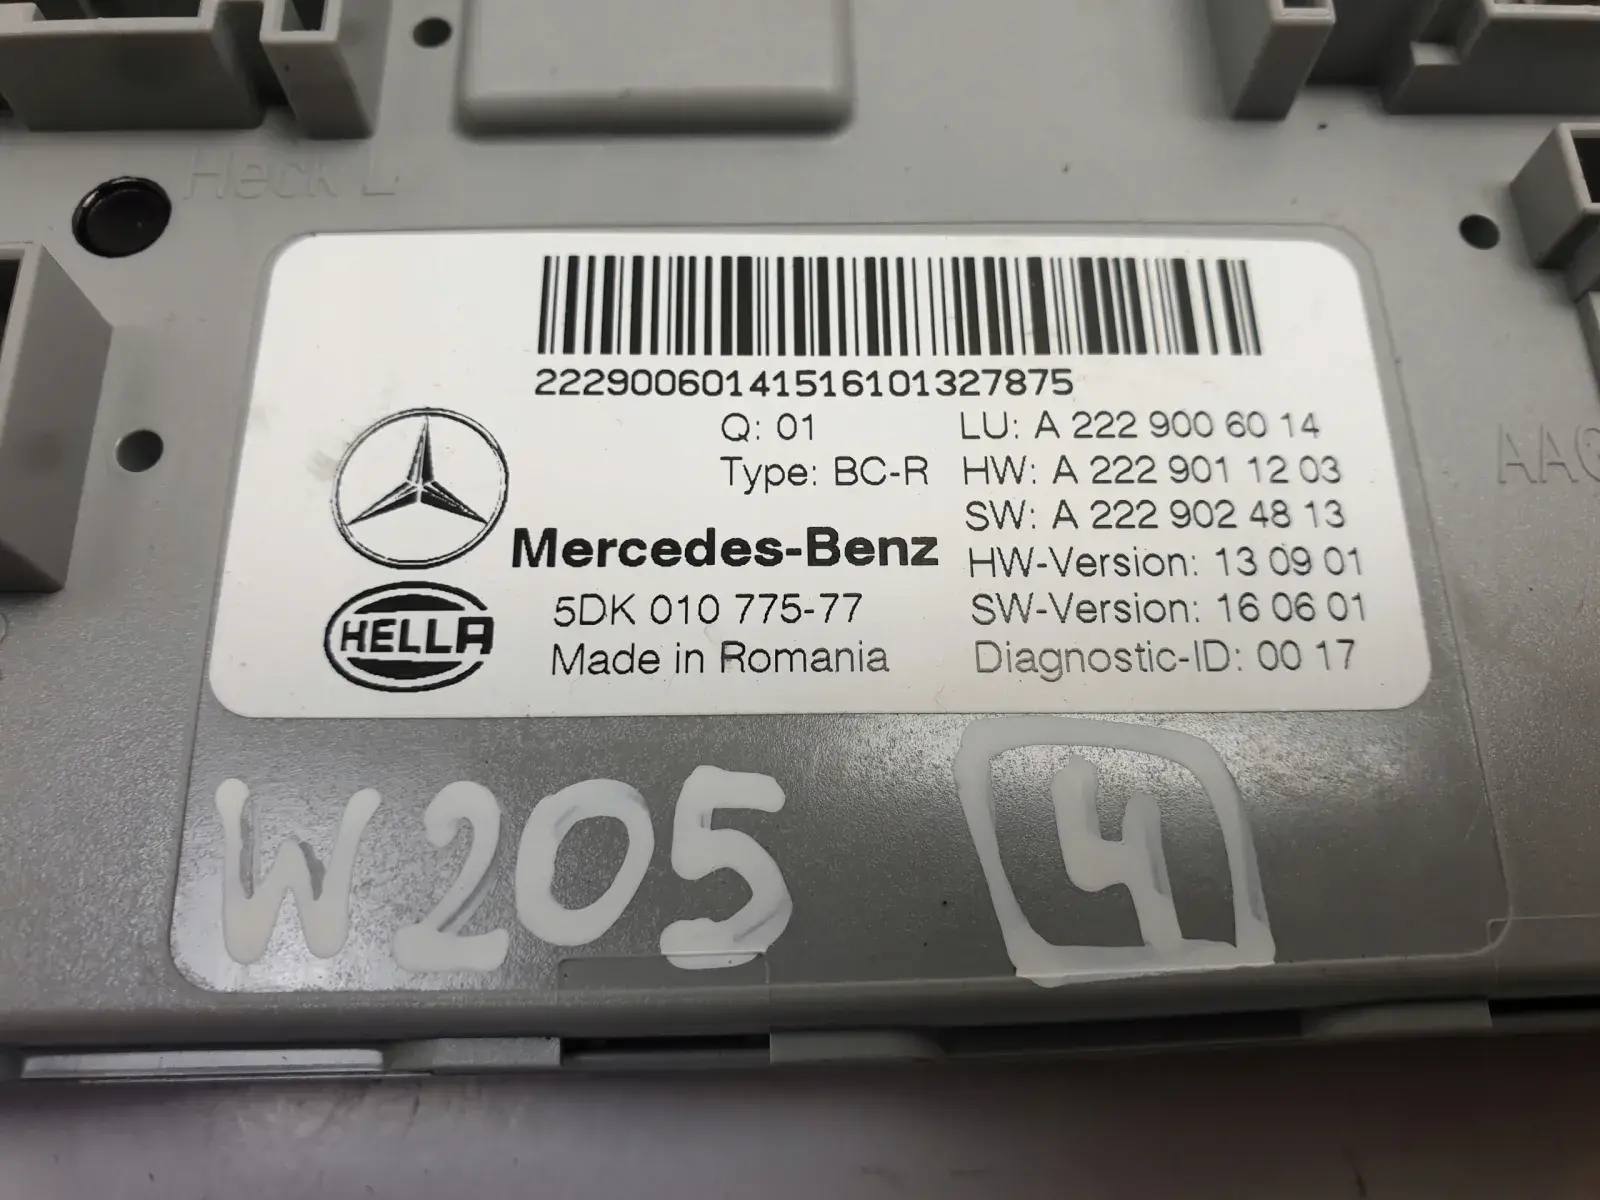 Heck L
22290060141516101327875
Q: 01
LU: A 222 900 60 14
Type: BC-R
HW: A 222 901 12 03
SW: A 222 902 48 13
Mercedes-Benz
HW-Version: 13 09 01
HELLA
5DK 010 775-77
SW-Version: 16 06 01
Made in Romania
Diagnostic-ID: 00 17
W205
4